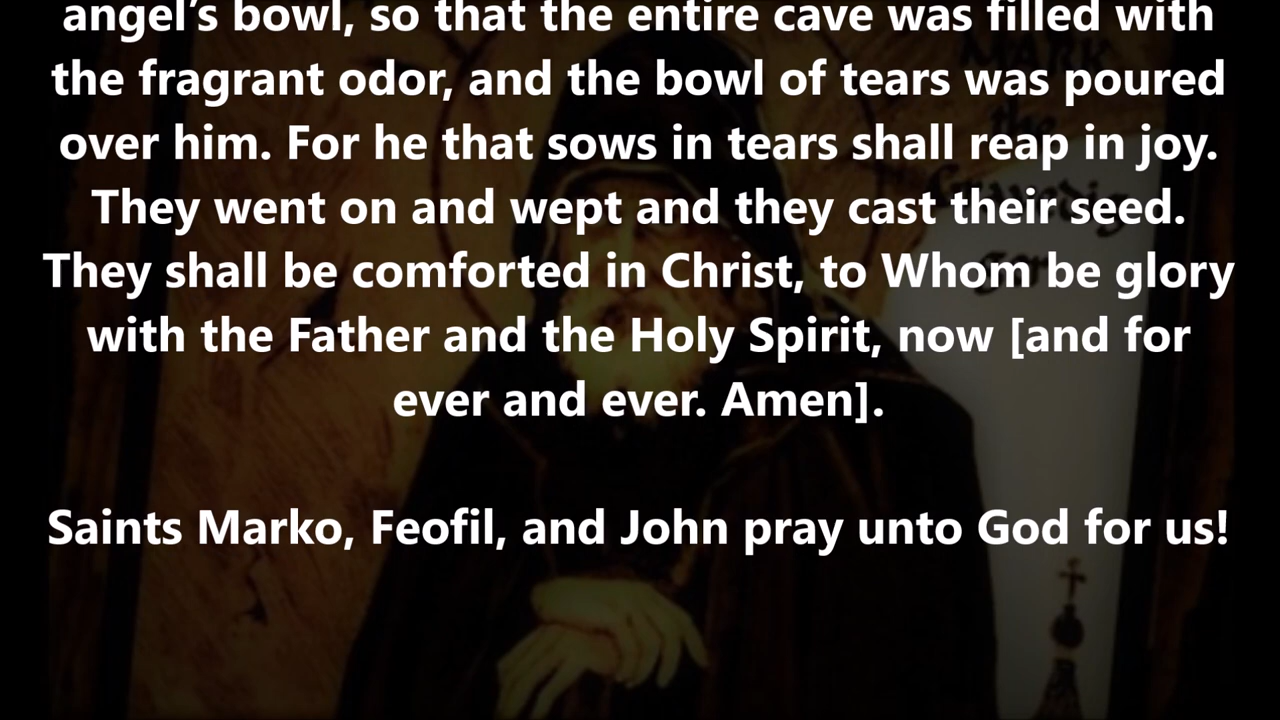 angel's bowl, so that the entire cave was filled with
the fragrant odor, and the bowl of tears was poured
over him. For he that sows in tears shall reap in joy.
They went on and wept and they cast their seed.
They shall be comforted in Christ, to Whom be glory
with the Father and the Holy Spirit, now [and for
ever and ever. Amen].
Saints Marko, Feofil, and John pray unto God for us!